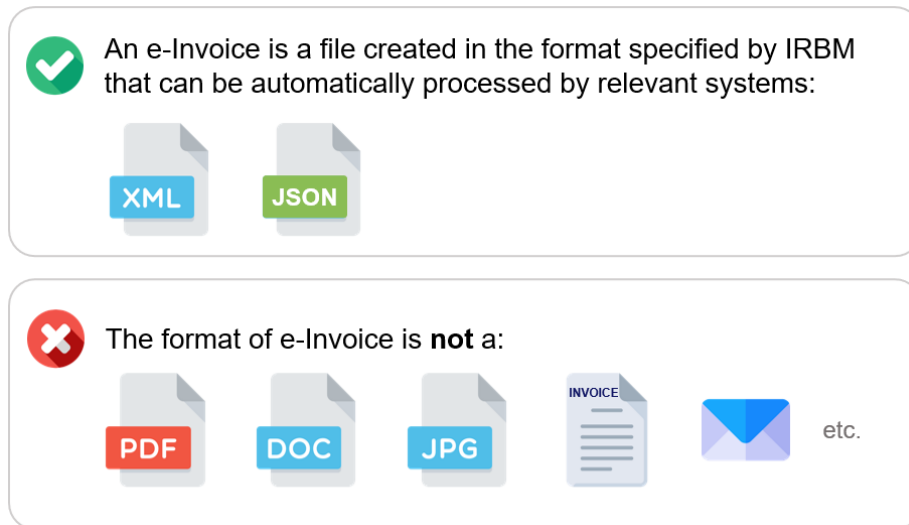 An e-Invoice is a file created in the format specified by IRBM
that can be automatically processed by relevant systems:
XML
JSON
The format of e-Invoice is not a:
PDF
DOC
JPG
INVOICE
etc.